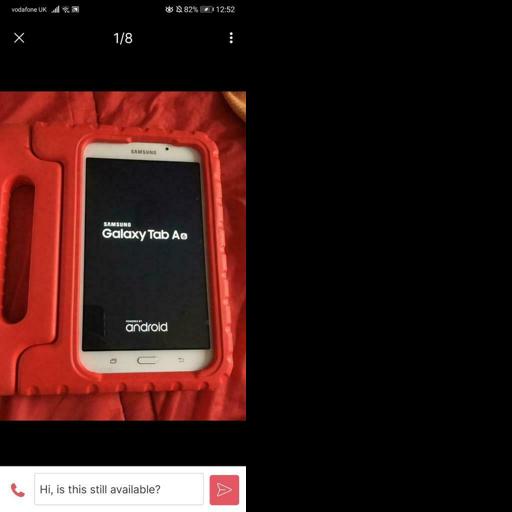 vodafone UK 82% 12:52
1/8
SAMSUNG
SAMSUNG
Galaxy Tab A6
POWERED BY
android
Hi, is this still available?